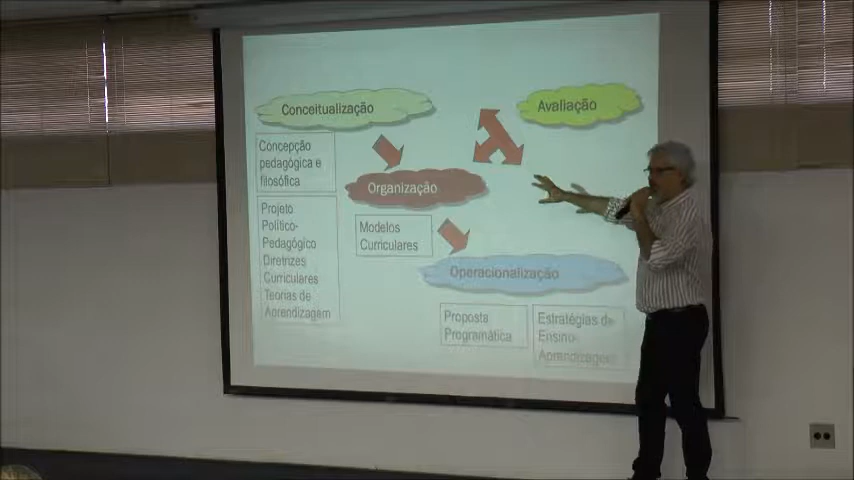 Conceitualização
Avaliação
Concepção
pedagógica e
filosófica
Organização
Projeto
Político-
Pedagógico
Diretrizes
Curriculares
Teorias de
Aprendizagem
Modelos
Curriculares
Operacionalização
Proposta
Programática
Estratégias de
Ensino-
Aprendizagem